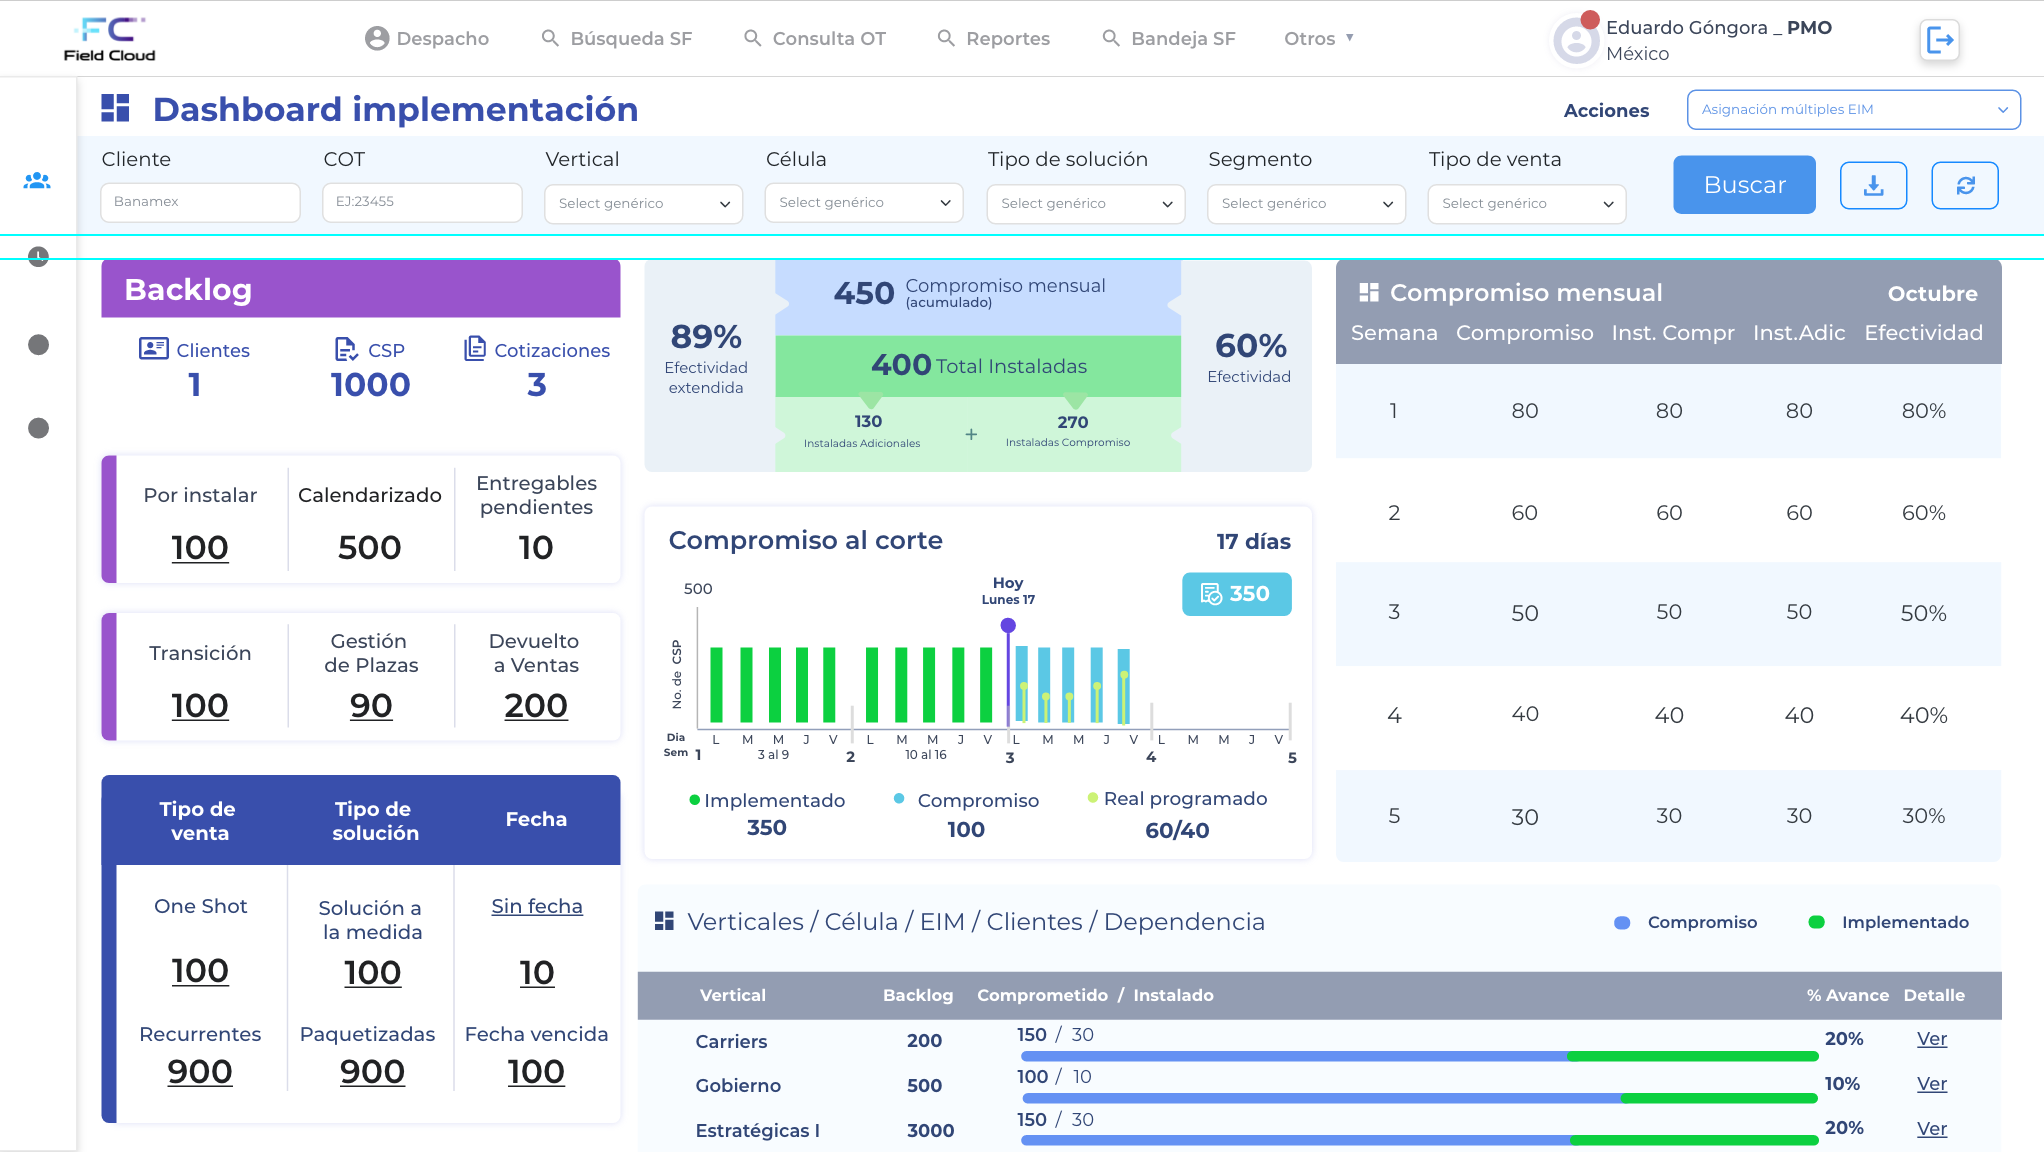 FC
Field Cloud
Despacho
Búsqueda SF
Consulta OT
Reportes
Bandeja SF
Otros
Eduardo Góngora _ PMO
México
Dashboard implementación
Acciones
Asignación múltiples EIM
Cliente
COT
Vertical
Célula
Tipo de solución
Segmento
Tipo de venta
Banamex
EJ:23455
Select genérico
Select genérico
Select genérico
Select genérico
Select genérico
Buscar
Backlog
Clientes
1
CSP
1000
Cotizaciones
3
Por instalar
100
Calendarizado
500
Entregables
pendientes
10
Transición
100
Gestión
de Plazas
90
Devuelto
a Ventas
200
Tipo de
venta
Tipo de
solución
Fecha
One Shot
100
Solución a
la medida
100
Sin fecha
10
Recurrentes
900
Paquetizadas
900
Fecha vencida
100
89%
Efectividad
extendida
450 Compromiso mensual
(acumulado)
400 Total Instaladas
130
Instaladas Adicionales
+
270
Instaladas Compromiso
60%
Efectividad
Compromiso al corte
17 días
500
Hoy
Lunes 17
350
No. de CSP
Dia L M M J V L M M J V L M M J V L M M J V
Sem 1 3 al 9 2 10 al 16 3 4 5
Implementado
350
Compromiso
100
Real programado
60/40
Compromiso mensual
Octubre
Semana Compromiso Inst. Compr Inst.Adic Efectividad
1 80 80 80 80%
2 60 60 60 60%
3 50 50 50 50%
4 40 40 40 40%
5 30 30 30 30%
Verticales / Célula / EIM / Clientes / Dependencia
Compromiso
Implementado
Vertical Backlog Comprometido / Instalado % Avance Detalle
Carriers 200 150 / 30 20% Ver
Gobierno 500 100 / 10 10% Ver
Estratégicas I 3000 150 / 30 20% Ver